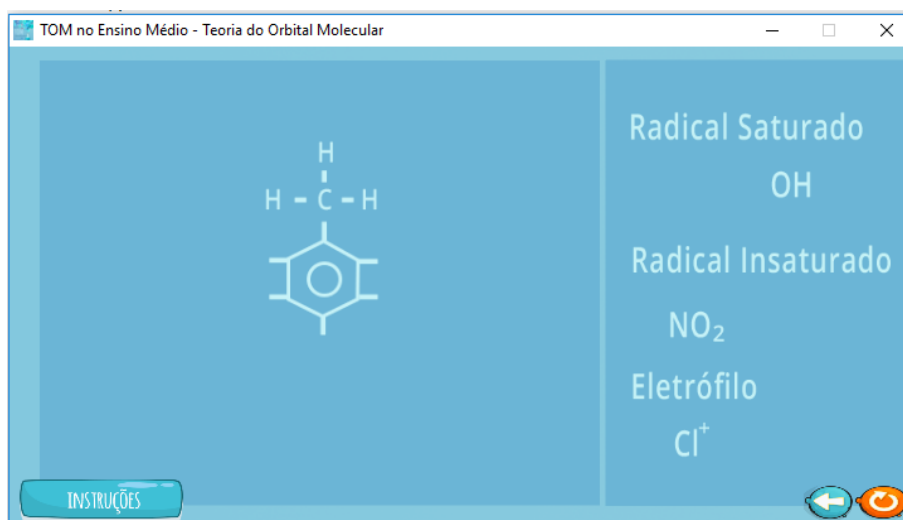 TOM no Ensino Médio - Teoria do Orbital Molecular
H
H - C - H
Radical Saturado
OH
Radical Insaturado
NO₂
Eletrófilo
Cl⁺
INSTRUÇÕES